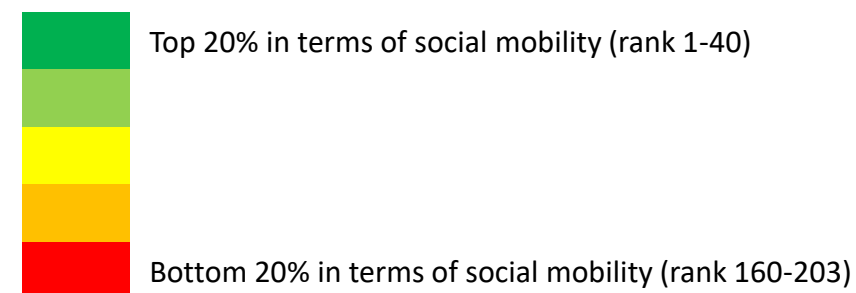 Top 20% in terms of social mobility (rank 1-40)
Bottom 20% in terms of social mobility (rank 160-203)